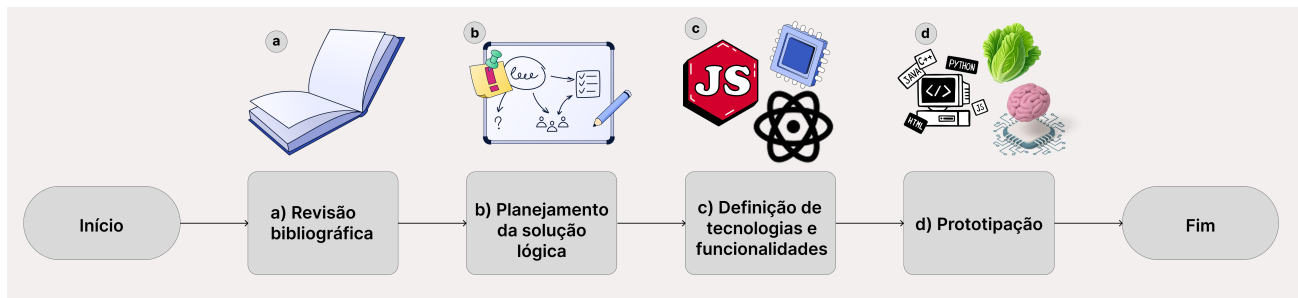 a
b
c
d
!
?
JS
JAVA
C++
PYTHON
</>
JS
HTML
Início
a) Revisão
bibliográfica
b) Planejamento
da solução
lógica
c) Definição de
tecnologias e
funcionalidades
d) Prototipação
Fim